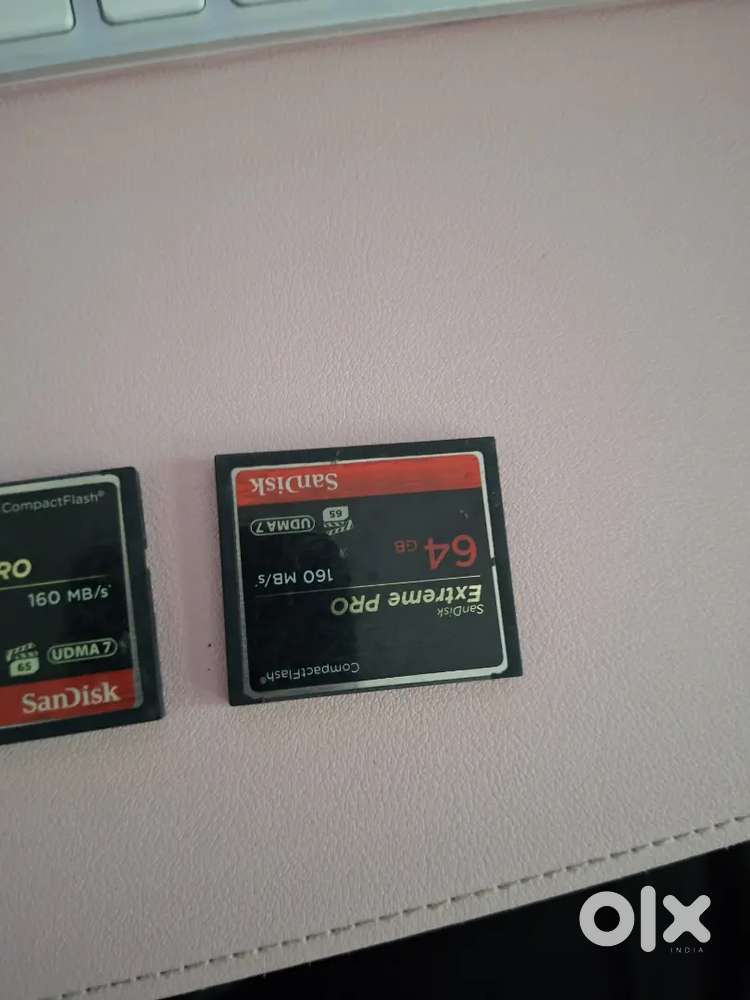 CompactFlash®
RO
160 MB/s*
65 UDMA 7
SanDisk
SanDisk
UDMA 7 65
64 GB
160 MB/s*
SanDisk
Extreme PRO
CompactFlash®
olx
INDIA